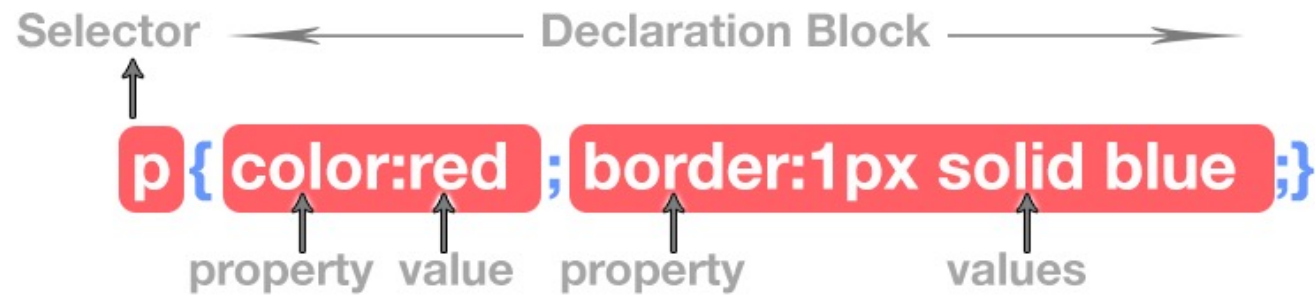 Selector Declaration Block
p{ color:red ; border:1px solid blue ;}
property value property values